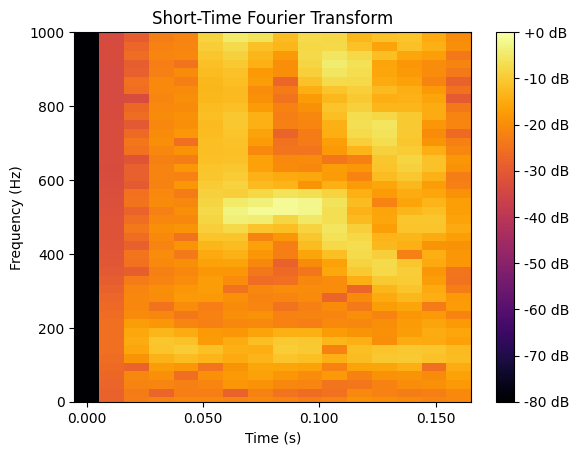 Short-Time Fourier Transform
1000
800
600
400
200
0
Frequency (Hz)
0.000
0.050
0.100
0.150
Time (s)
+0 dB
-10 dB
-20 dB
-30 dB
-40 dB
-50 dB
-60 dB
-70 dB
-80 dB